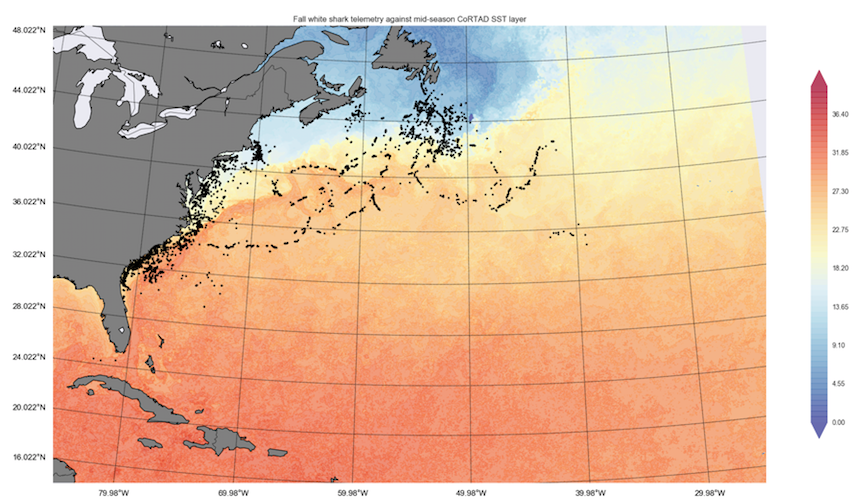 Fall white shark telemetry against mid-season CoRTAD SST layer
48.022°N
44.022°N
40.022°N
36.022°N
32.022°N
28.022°N
24.022°N
20.022°N
16.022°N
79.98°W
69.98°W
59.98°W
49.98°W
39.98°W
29.98°W
36.40
31.85
27.30
22.75
18.20
13.65
9.10
4.55
0.00